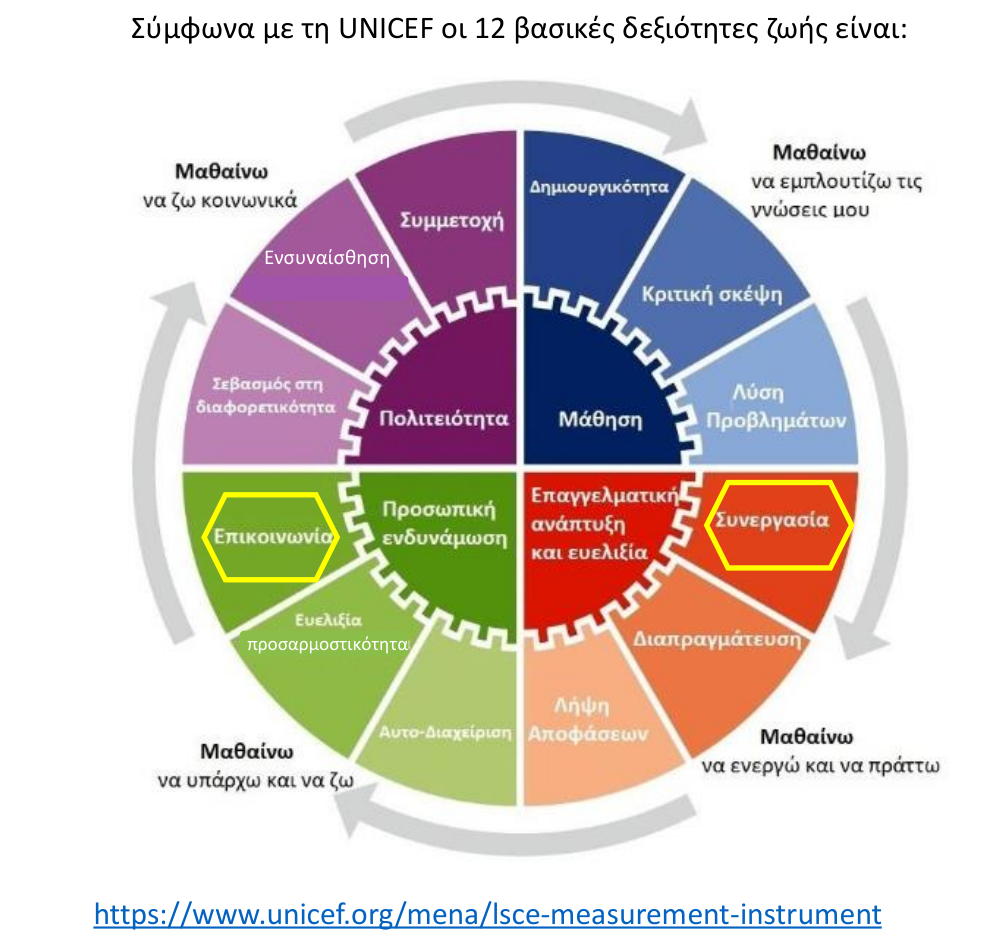 Σύμφωνα με τη UNICEF οι 12 βασικές δεξιότητες ζωής είναι:
Μαθαίνω
να ζω κοινωνικά
Μαθαίνω
να εμπλουτίζω τις
γνώσεις μου
Συμμετοχή
Δημιουργικότητα
Ενσυναίσθηση
Κριτική σκέψη
Σεβασμός στη
διαφορετικότητα
Λύση
Προβλημάτων
Πολιτειότητα
Μάθηση
Προσωπική
ενδυνάμωση
Επαγγελματική
ανάπτυξη
και ευελιξία
Επικοινωνία
Συνεργασία
Ευελιξία
προσαρμοστικότητα
Διαπραγμάτευση
Αυτο-Διαχείριση
Λήψη
Αποφάσεων
Μαθαίνω
να υπάρχω και να ζω
Μαθαίνω
να ενεργώ και να πράττω
https://www.unicef.org/mena/lsce-measurement-instrument